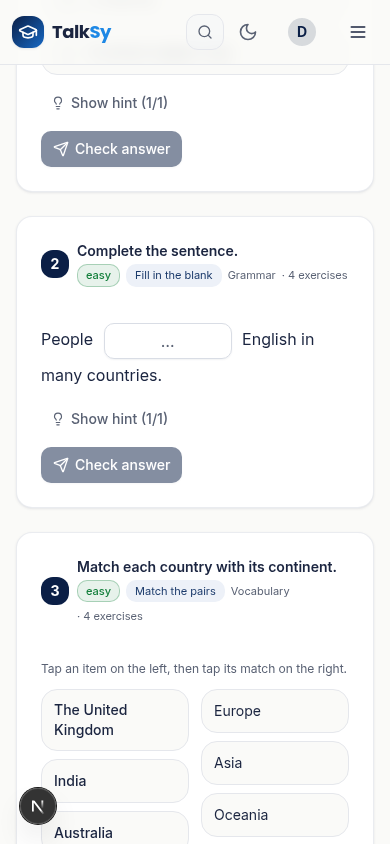 TalkSy
D
Show hint (1/1)
Check answer
2
Complete the sentence.
easy
Fill in the blank
Grammar · 4 exercises
People ... English in
many countries.
Show hint (1/1)
Check answer
3
Match each country with its continent.
easy
Match the pairs
Vocabulary
· 4 exercises
Tap an item on the left, then tap its match on the right.
The United
Kingdom
Europe
India
Asia
Australia
Oceania
N